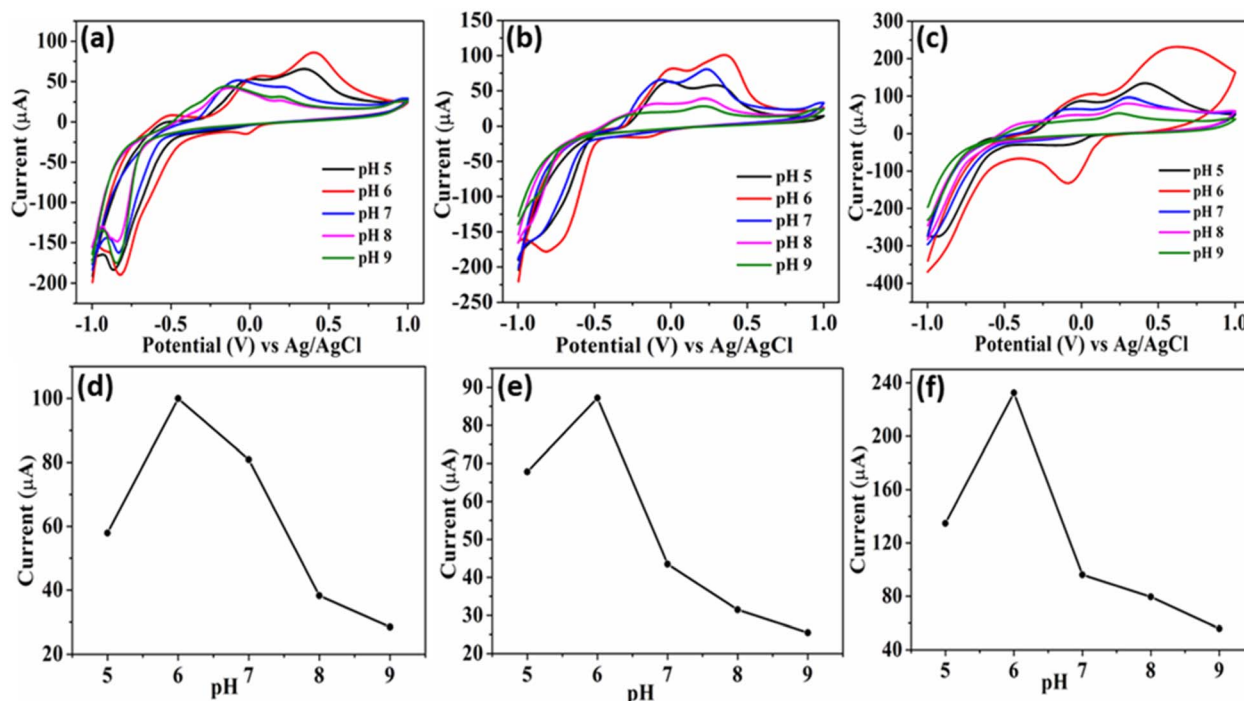 (a)
100
50
0
-50
-100
-150
-200
Current (µA)
pH 5
pH 6
pH 7
pH 8
pH 9
-1.0 -0.5 0.0 0.5 1.0
Potential (V) vs Ag/AgCl
(b)
150
100
50
0
-50
-100
-150
-200
-250
Current (µA)
pH 5
pH 6
pH 7
pH 8
pH 9
-1.0 -0.5 0.0 0.5 1.0
Potential (V) vs Ag/AgCl
(c)
300
200
100
0
-100
-200
-300
-400
Current (µA)
pH 5
pH 6
pH 7
pH 8
pH 9
-1.0 -0.5 0.0 0.5 1.0
Potential (V) vs Ag/AgCl
(d)
100
80
60
40
20
Current (µA)
5 6 7 8 9
pH
(e)
90
80
70
60
50
40
30
20
Current (µA)
5 6 7 8 9
pH
(f)
240
200
160
120
80
40
Current (µA)
5 6 7 8 9
pH